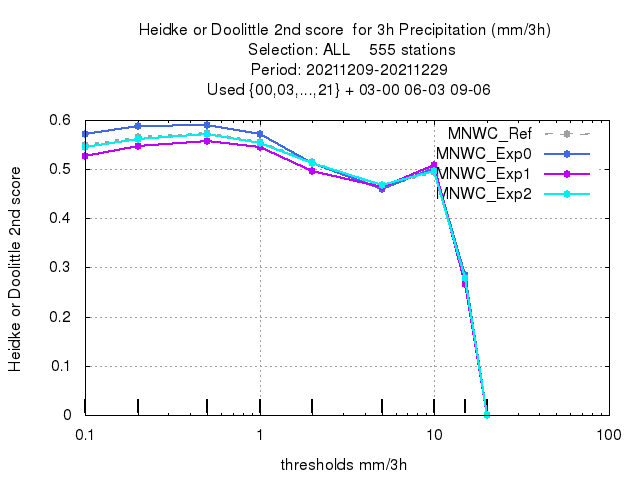 Heidke or Doolittle 2nd score  for 3h Precipitation (mm/3h)
Selection: ALL    555 stations
Period: 20211209-20211229
Used {00,03,...,21} + 03-00 06-03 09-06
Heidke or Doolittle 2nd score
0.6
0.5
0.4
0.3
0.2
0.1
0
MNWC_Ref
MNWC_Exp0
MNWC_Exp1
MNWC_Exp2
0.1
1
10
100
thresholds mm/3h